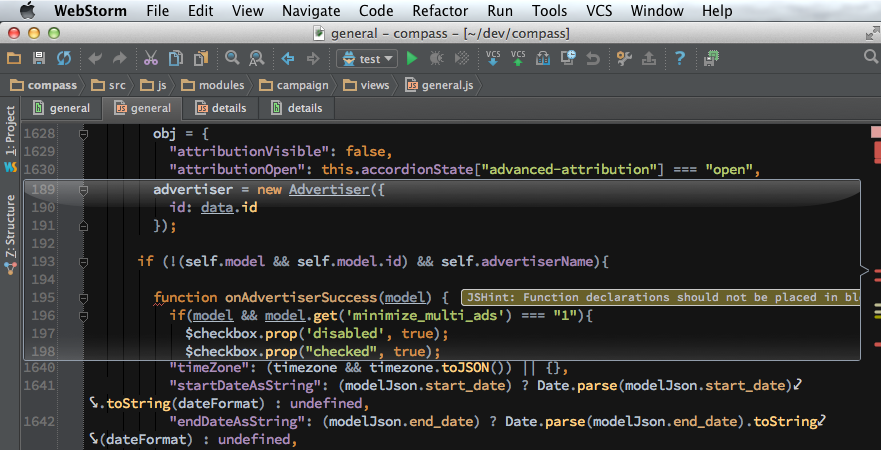 WebStorm File Edit View Navigate Code Refactor Run Tools VCS Window Help
general – compass – [~/dev/compass]
test VCS VCS ?
compass src js modules campaign views general.js
general general details details
1: Project
Z: Structure
1628 obj = {
1629 "attributionVisible": false,
1630 "attributionOpen": this.accordionState["advanced-attribution"] === "open",
189 advertiser = new Advertiser({
190 id: data.id
191 });
192
193 if (!(self.model && self.model.id) && self.advertiserName){
194
195 function onAdvertiserSuccess(model) { JSHint: Function declarations should not be placed in bl
196 if(model && model.get('minimize_multi_ads') === "1"){
197 $checkbox.prop('disabled', true);
198 $checkbox.prop("checked", true);
1640 "timeZone": (timezone && timezone.toJSON()) || {},
1641 "startDateAsString": (modelJson.start_date) ? Date.parse(modelJson.start_date)
.toString(dateFormat) : undefined,
1642 "endDateAsString": (modelJson.end_date) ? Date.parse(modelJson.end_date).toString
(dateFormat) : undefined,